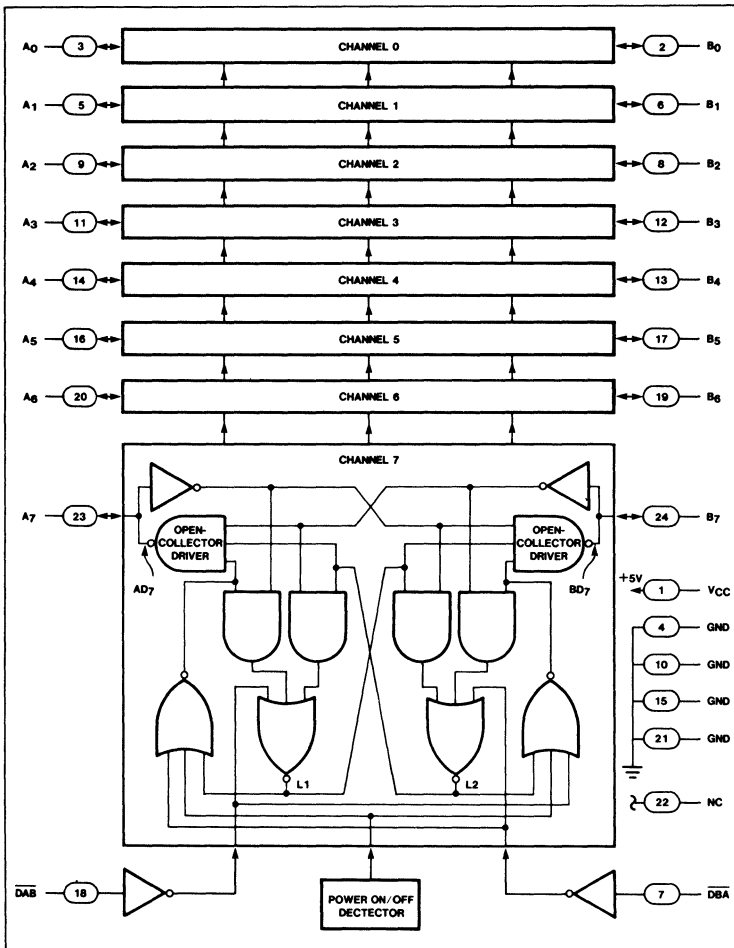 A0 3 CHANNEL 0 2 B0
A1 5 CHANNEL 1 6 B1
A2 9 CHANNEL 2 8 B2
A3 11 CHANNEL 3 12 B3
A4 14 CHANNEL 4 13 B4
A5 16 CHANNEL 5 17 B5
A6 20 CHANNEL 6 19 B6
CHANNEL 7
A7 23 24 B7
OPEN-
COLLECTOR
DRIVER
OPEN-
COLLECTOR
DRIVER
AD7
BD7
+5V
1 VCC
4 GND
10 GND
15 GND
21 GND
22 NC
L1
L2
DAB 18
POWER ON/OFF
DECTECTOR
7 DBA